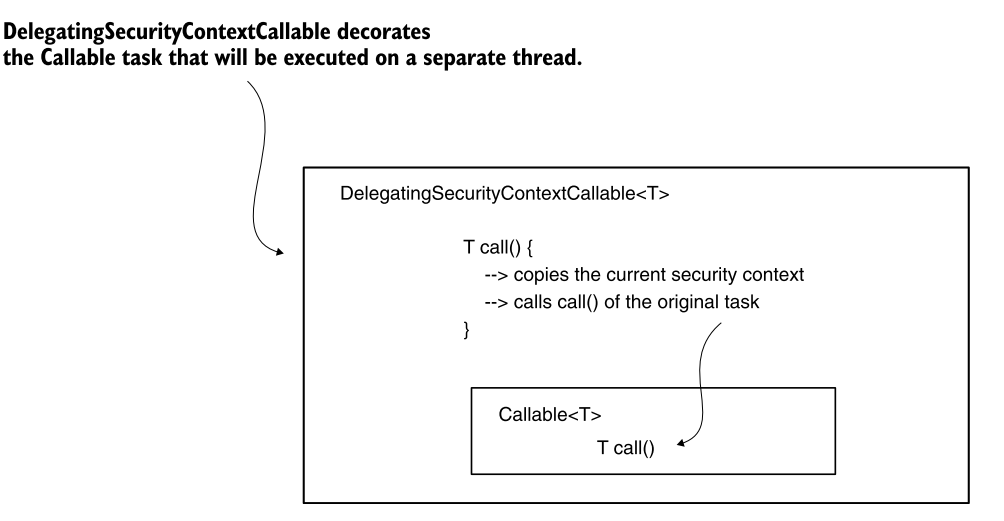 DelegatingSecurityContextCallable decorates
the Callable task that will be executed on a separate thread.
DelegatingSecurityContextCallable<T>
T call() {
--> copies the current security context
--> calls call() of the original task
}
Callable<T>
T call()